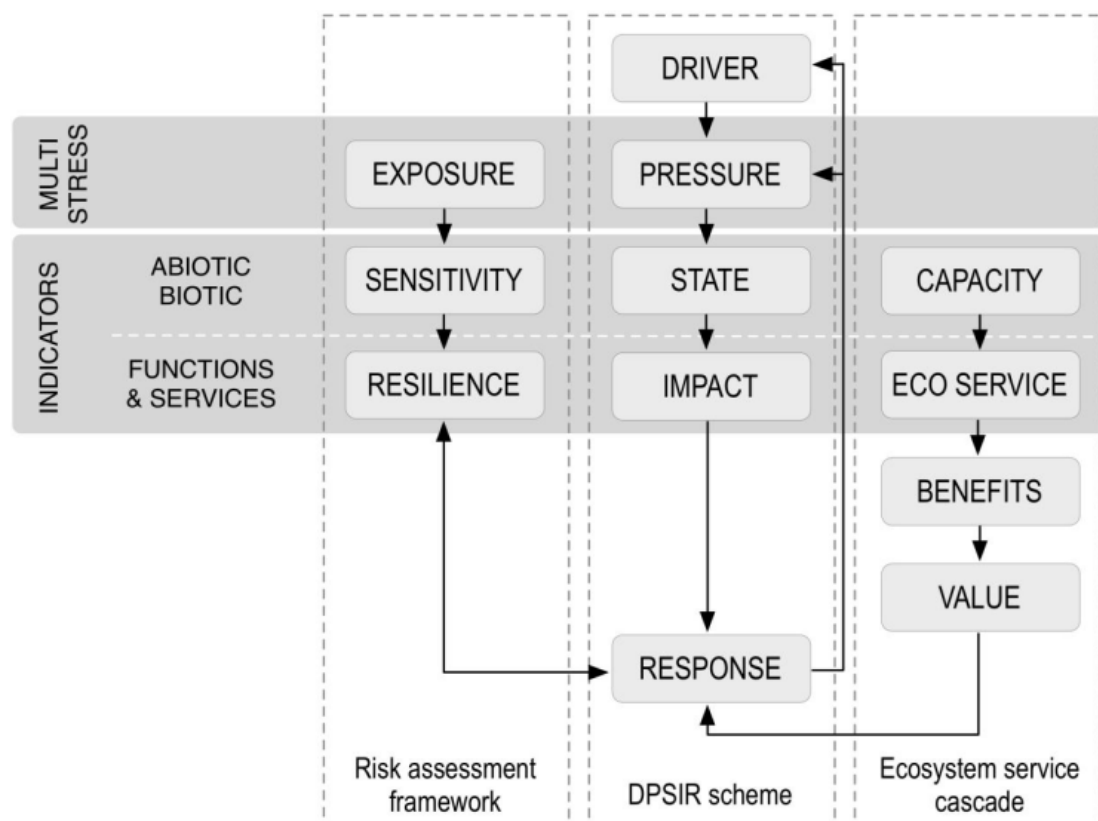 DRIVER
MULTI
STRESS
EXPOSURE
PRESSURE
INDICATORS
ABIOTIC
BIOTIC
SENSITIVITY
STATE
CAPACITY
FUNCTIONS
& SERVICES
RESILIENCE
IMPACT
ECO SERVICE
BENEFITS
VALUE
RESPONSE
Risk assessment
framework
DPSIR scheme
Ecosystem service
cascade